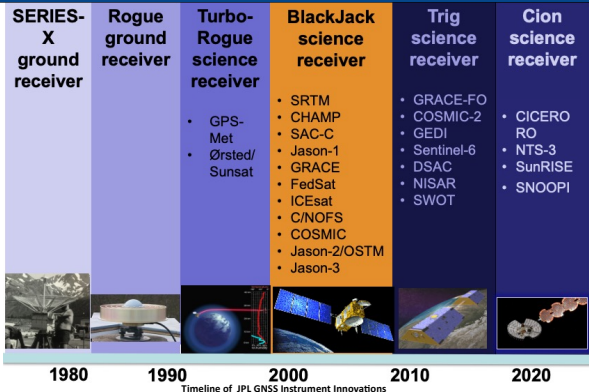 SERIES-
X
ground
receiver
Rogue
ground
receiver
Turbo-
Rogue
science
receiver
• GPS-
Met
• Ørsted/
Sunsat
BlackJack
science
receiver
• SRTM
• CHAMP
• SAC-C
• Jason-1
• GRACE
• FedSat
• ICEsat
• C/NOFS
• COSMIC
• Jason-2/OSTM
• Jason-3
Trig
science
receiver
• GRACE-FO
• COSMIC-2
• GEDI
• Sentinel-6
• DSAC
• NISAR
• SWOT
Cion
science
receiver
• CICERO
RO
• NTS-3
• SunRISE
• SNOOPI
1980 1990 2000 2010 2020
Timeline of JPL GNSS Instrument Innovations